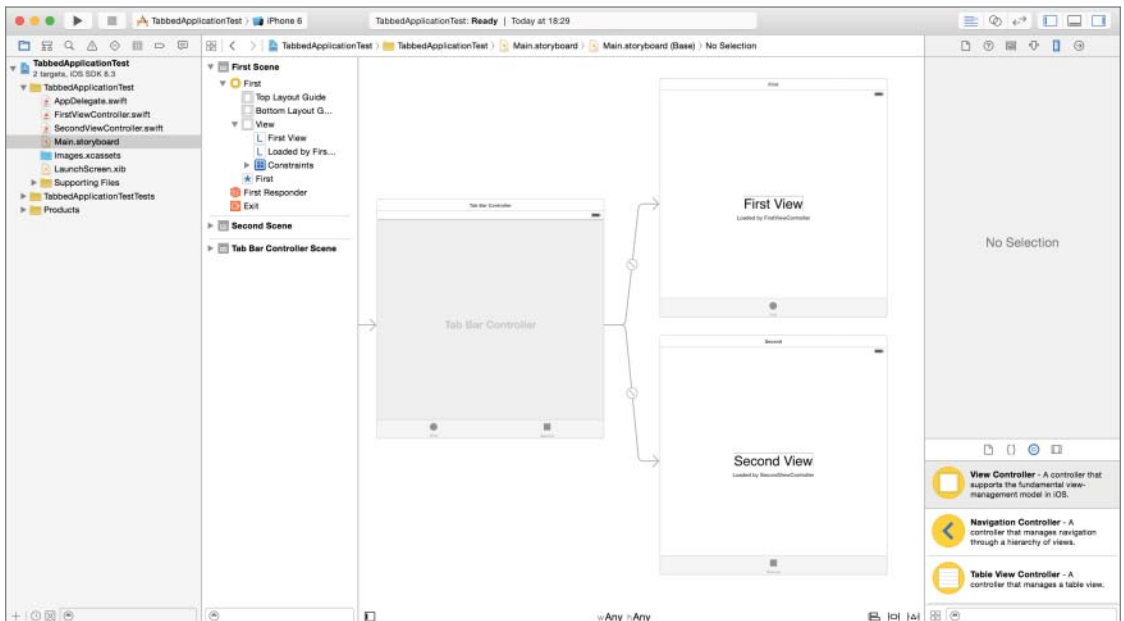 TabbedApplicationTest iPhone 6
TabbedApplicationTest: Ready | Today at 18:29
TabbedApplicationTest TabbedApplicationTest Main.storyboard Main.storyboard (Base) No Selection
TabbedApplicationTest
2 targets, iOS SDK 8.3
TabbedApplicationTest
AppDelegate.swift
FirstViewController.swift
SecondViewController.swift
Main.storyboard
Images.xcassets
LaunchScreen.xib
Supporting Files
TabbedApplicationTestTests
Products
First Scene
First
Top Layout Guide
Bottom Layout G...
View
First View
Loaded by Firs...
Constraints
First
First Responder
Exit
Second Scene
Tab Bar Controller Scene
Tab Bar Controller
Tab Bar Controller
First View
Loaded by FirstViewController
Second
Second View
Loaded by SecondViewController
wAny hAny
No Selection
View Controller - A controller that
supports the fundamental view-
management model in iOS.
Navigation Controller - A
controller that manages navigation
through a hierarchy of views.
Table View Controller - A
controller that manages a table view.